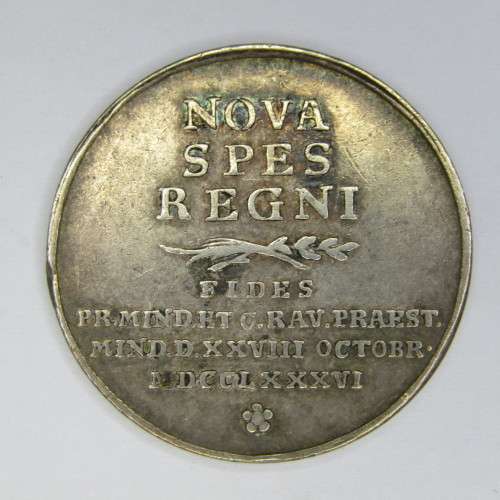 NOVA
SPES
REGNI
FIDES
PR.MIND.ET C.RAV.PRAEST.
MIND.D.XXVIII OCTOBR.
MDCCLXXXVI